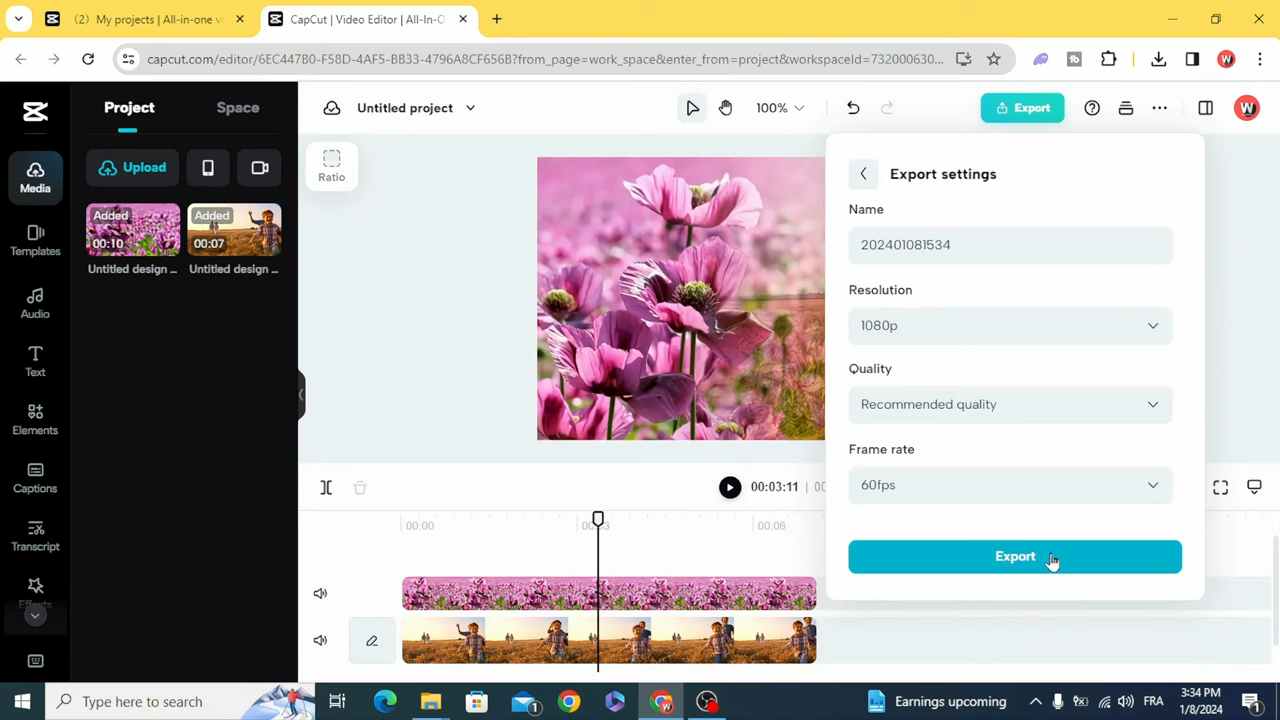 (2) My projects | All-in-one v
CapCut | Video Editor | All-In-O
capcut.com/editor/6EC447B0-F58D-4AF5-BB33-4796A8CF656B?from_page=work_space&enter_from=project&workspaceId=732000630...
Project
Space
Untitled project
100%
Export
Upload
Ratio
Media
Templates
Audio
Text
Elements
Captions
Transcript
Effects
Added
00:10
Untitled design ...
Added
00:07
Untitled design ...
Export settings
Name
202401081534
Resolution
1080p
Quality
Recommended quality
Frame rate
60fps
Export
00:03:11 | 00
00:00
00:06
Type here to search
Earnings upcoming
FRA
3:34 PM
1/8/2024